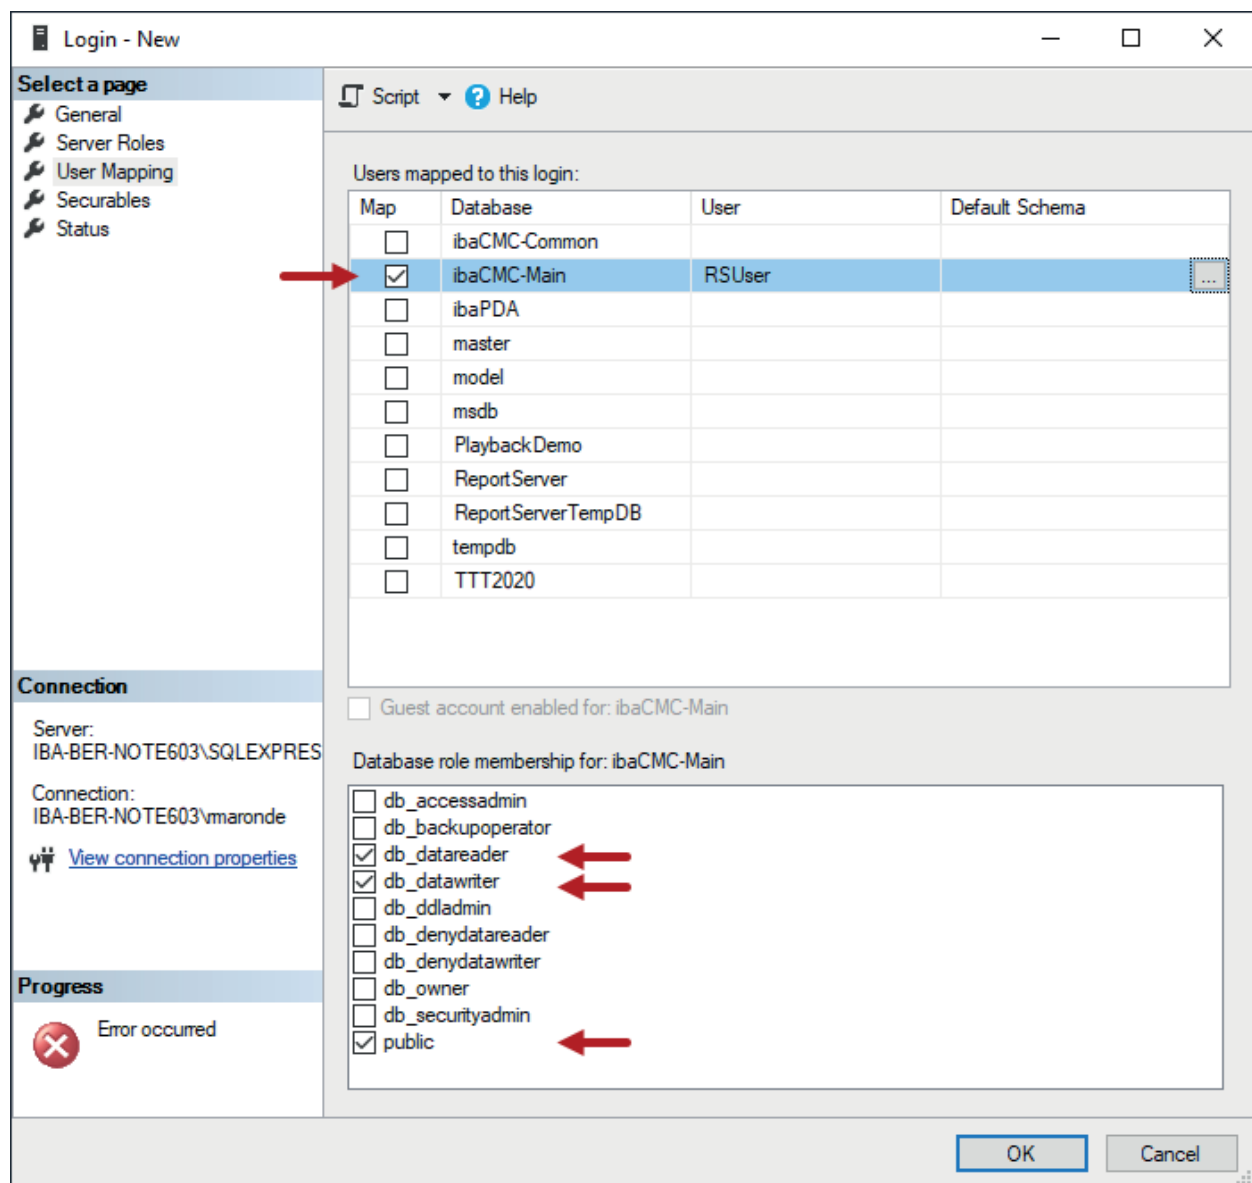 Login - New
Select a page
General
Server Roles
User Mapping
Securables
Status
Script
Help
Users mapped to this login:
Map Database User Default Schema
ibaCMC-Common
ibaCMC-Main RSUser ...
ibaPDA
master
model
msdb
PlaybackDemo
ReportServer
ReportServerTempDB
tempdb
TTT2020
Guest account enabled for: ibaCMC-Main
Database role membership for: ibaCMC-Main
db_accessadmin
db_backupoperator
db_datareader
db_datawriter
db_ddladmin
db_denydatareader
db_denydatawriter
db_owner
db_securityadmin
public
Connection
Server:
IBA-BER-NOTE603\SQLEXPRES
Connection:
IBA-BER-NOTE603\maronde
View connection properties
Progress
Error occurred
OK
Cancel